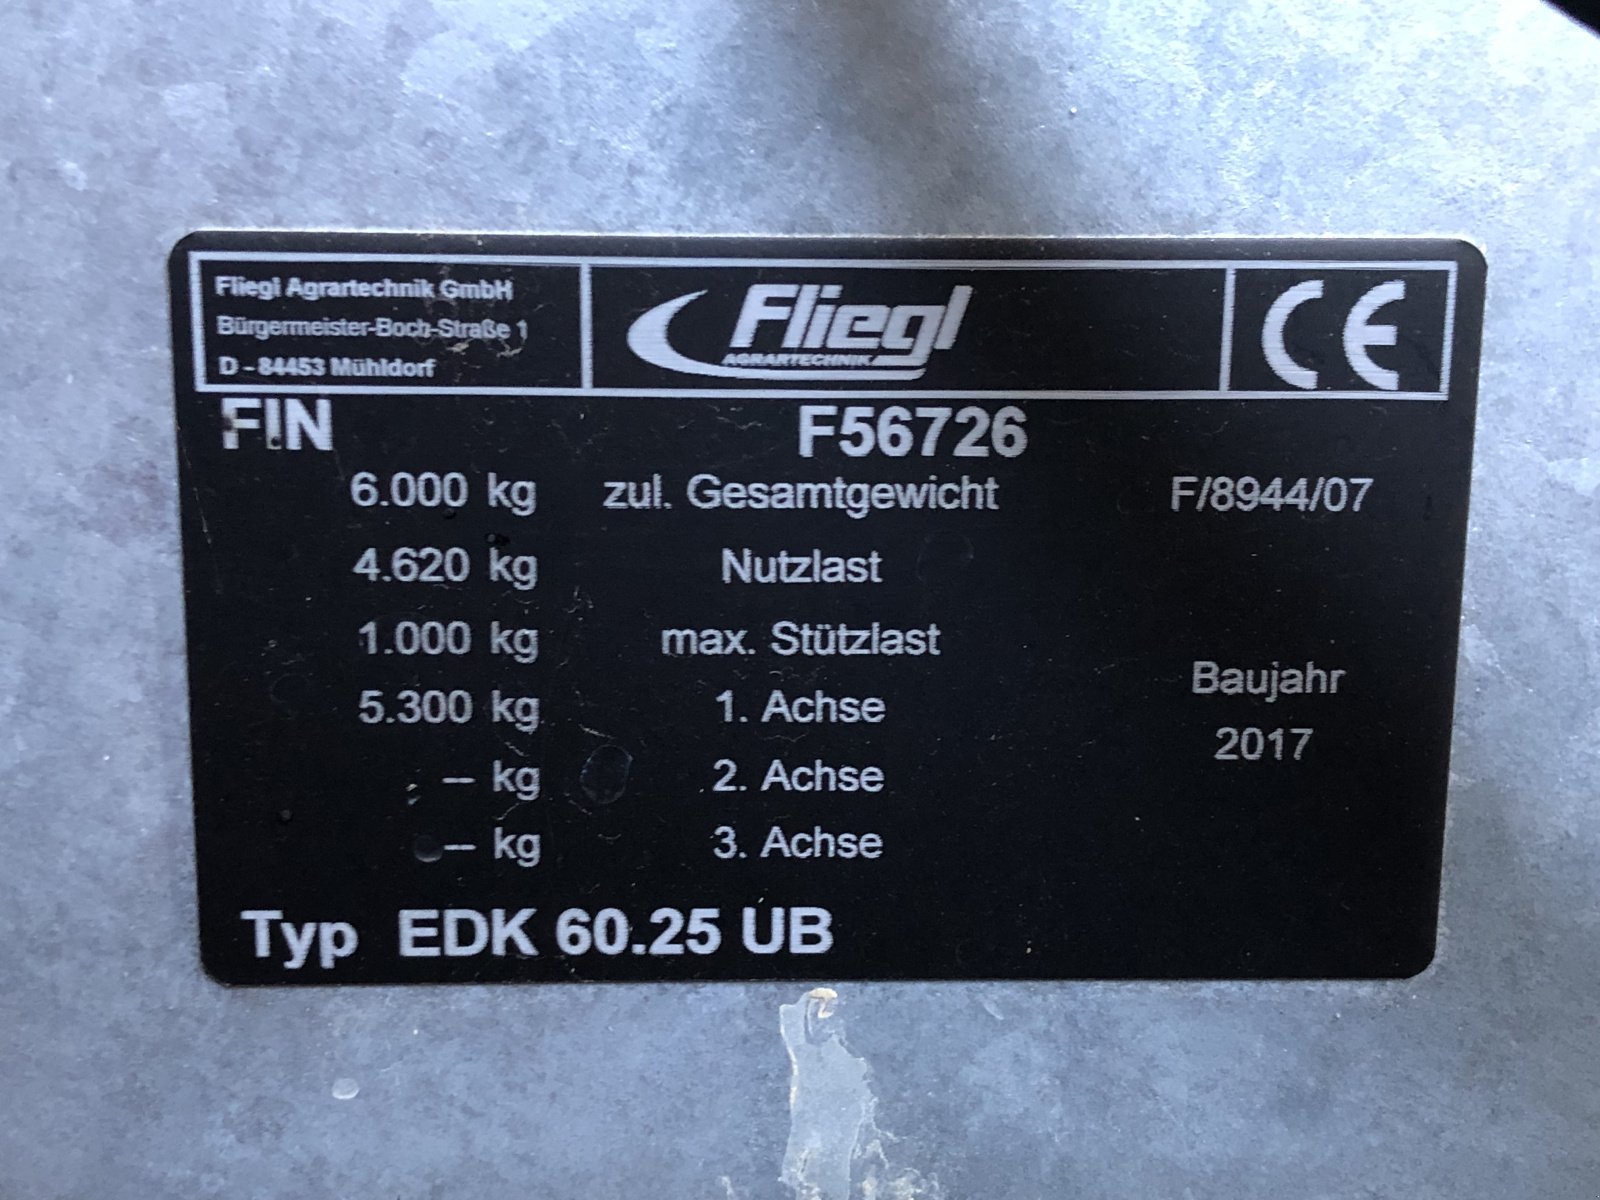 Fliegl Agrartechnik GmbH
Bürgermeister-Boch-Straße 1
D - 84453 Mühldorf
Fliegl
AGRARTECHNIK
CE
FIN F56726
6.000 kg zul. Gesamtgewicht F/8944/07
4.620 kg Nutzlast
1.000 kg max. Stützlast
5.300 kg 1. Achse
– kg 2. Achse
– kg 3. Achse
Baujahr
2017
Typ EDK 60.25 UB